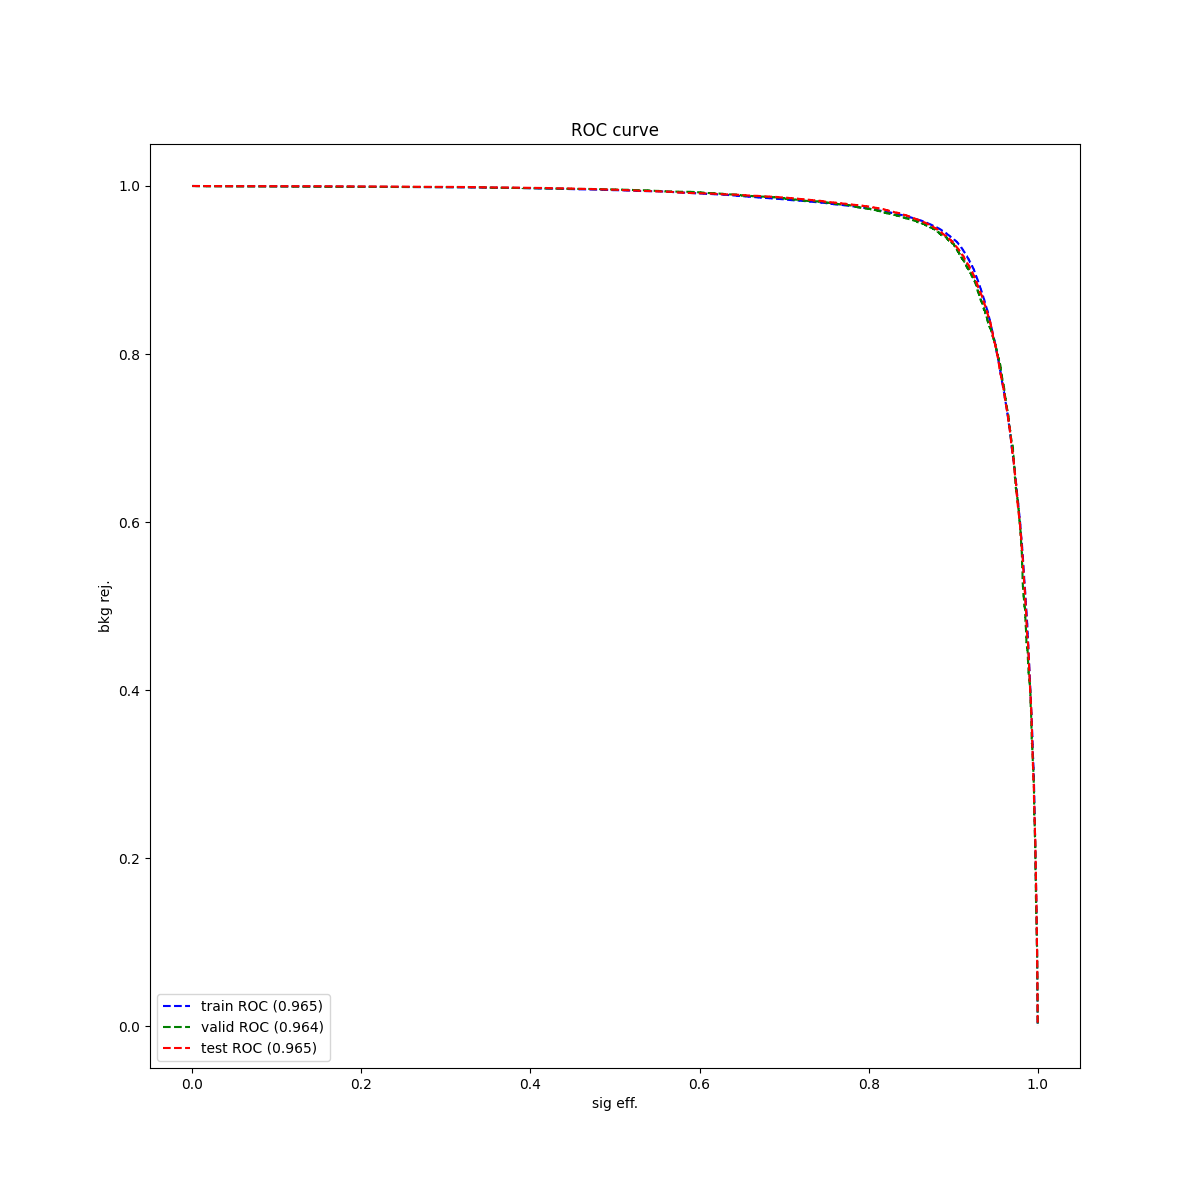 ROC curve
1.0
0.8
0.6
0.4
0.2
0.0
bkg rej.
train ROC (0.965)
valid ROC (0.964)
test ROC (0.965)
0.0 0.2 0.4 0.6 0.8 1.0
sig eff.